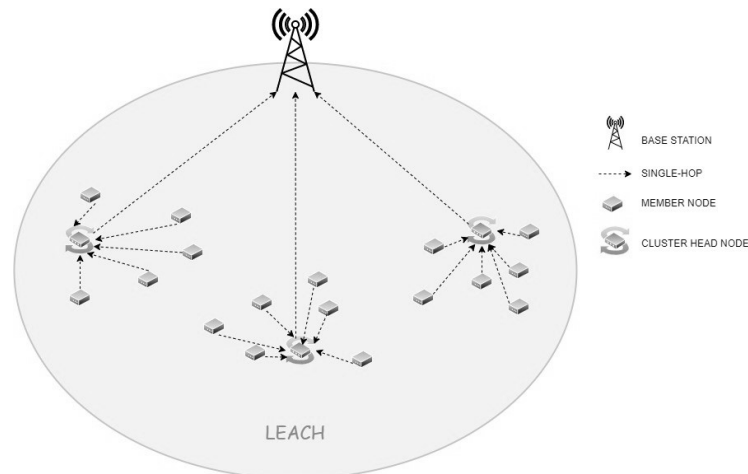 BASE STATION
SINGLE-HOP
MEMBER NODE
CLUSTER HEAD NODE
LEACH